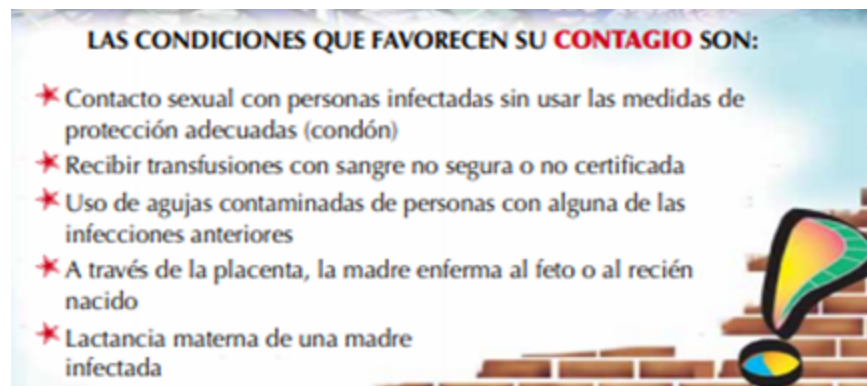 LAS CONDICIONES QUE FAVORECEN SU CONTAGIO SON:
Contacto sexual con personas infectadas sin usar las medidas de
protección adecuadas (condón)
Recibir transfusiones con sangre no segura o no certificada
Uso de agujas contaminadas de personas con alguna de las
infecciones anteriores
A través de la placenta, la madre enferma al feto o al recién
nacido
Lactancia materna de una madre
infectada